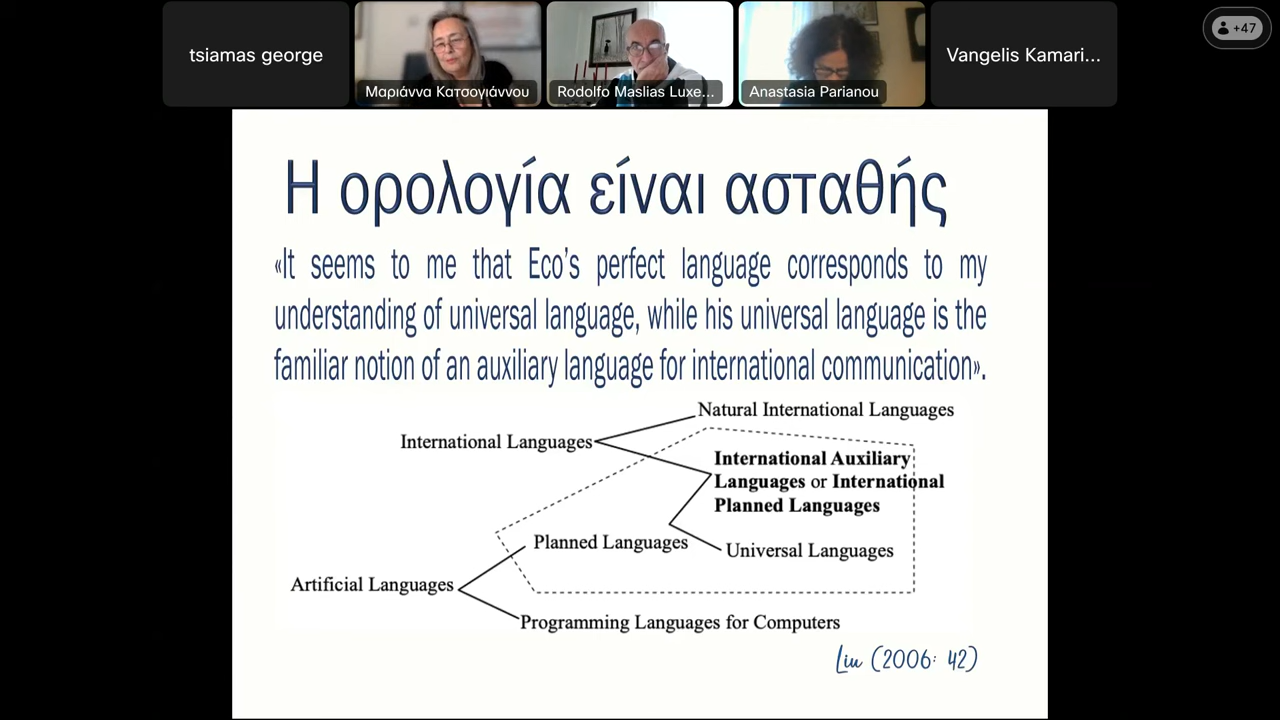 tsiamas george
Μαριάννα Κατσογιάννου
Rodolfo Maslias Luxe...
Anastasia Parianou
Vangelis Kamari...
+47
Η ορολογία είναι ασταθής
«It seems to me that Eco’s perfect language corresponds to my
understanding of universal language, while his universal language is the
familiar notion of an auxiliary language for international communication».
Natural International Languages
International Languages
International Auxiliary
Languages or International
Planned Languages
Planned Languages
Universal Languages
Artificial Languages
Programming Languages for Computers
Liu (2006: 42)